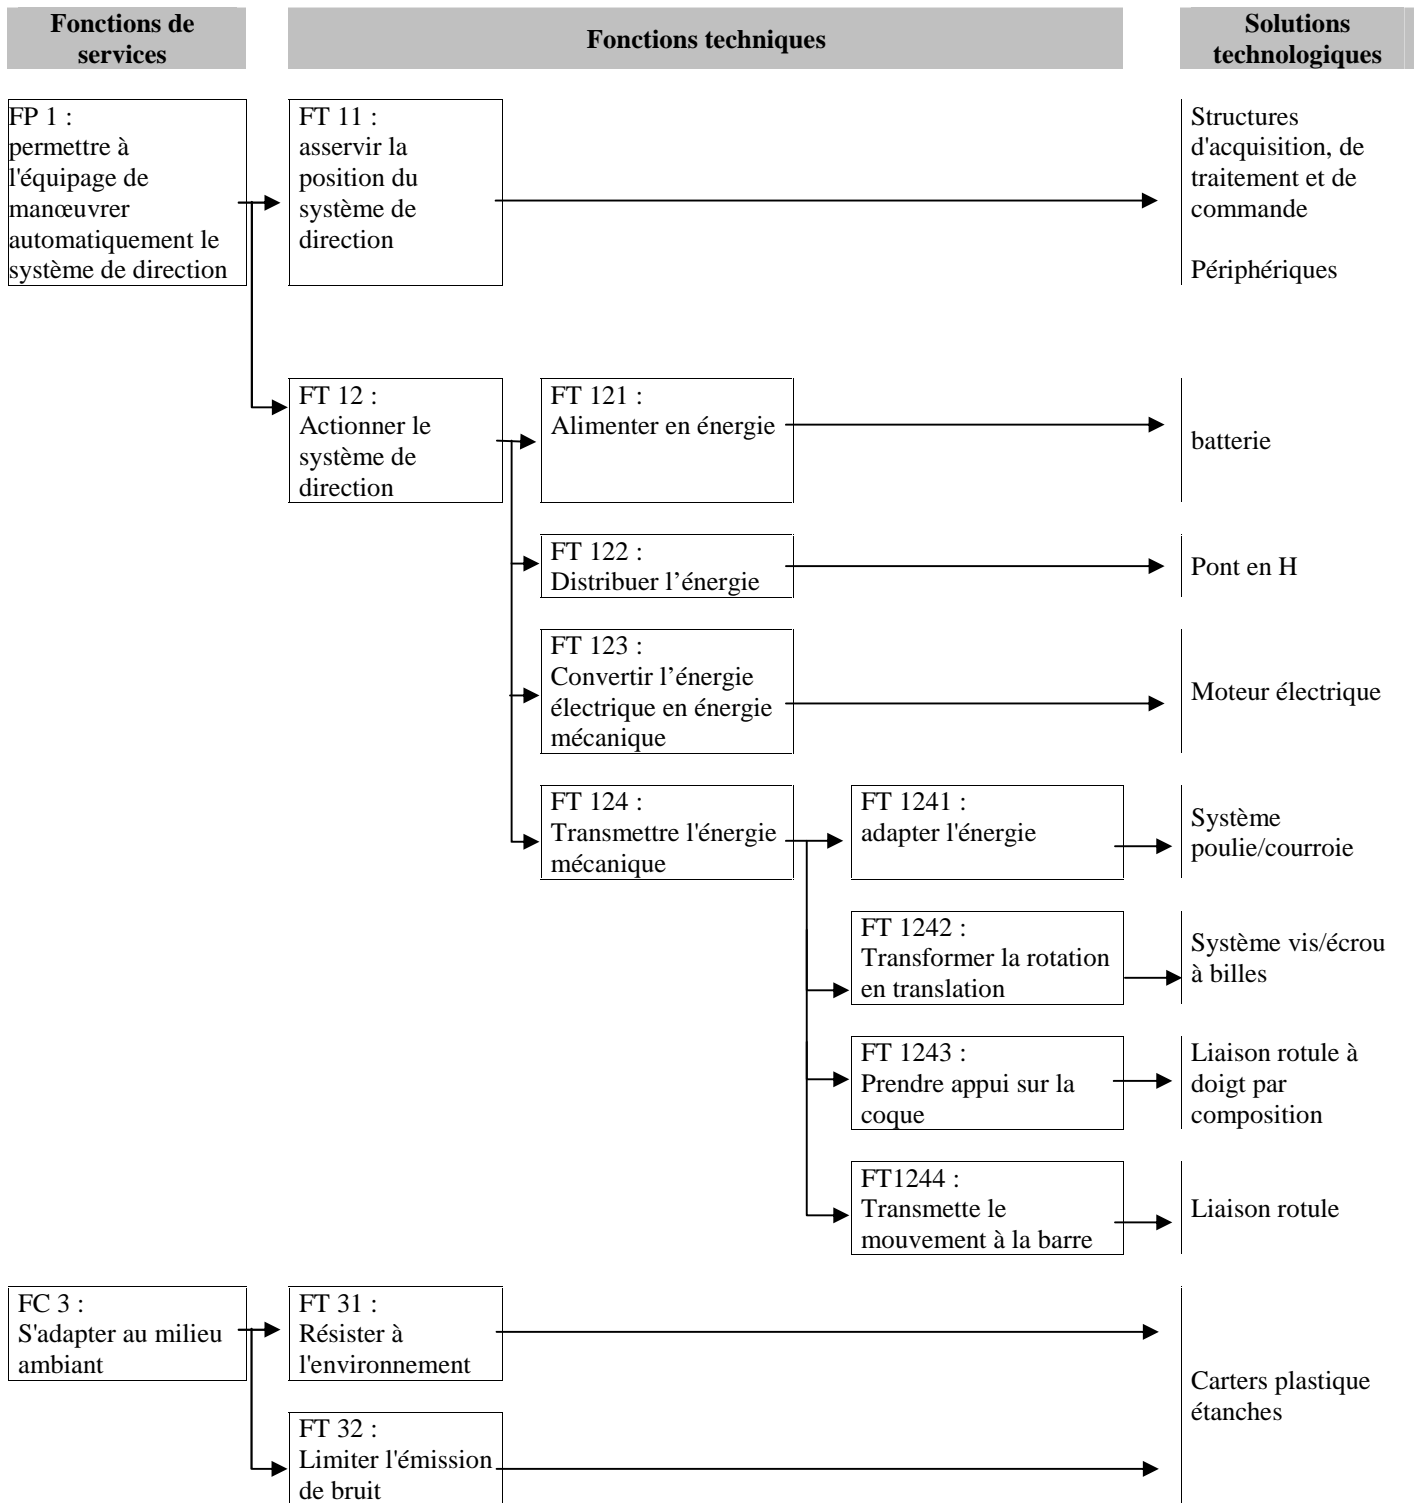 Fonctions de
services
Fonctions techniques
Solutions
technologiques
FP 1 :
permettre à
l'équipage de
manœuvrer
automatiquement le
système de direction
FT 11 :
asservir la
position du
système de
direction
Structures
d'acquisition, de
traitement et de
commande
Périphériques
FT 12 :
Actionner le
système de
direction
FT 121 :
Alimenter en énergie
batterie
FT 122 :
Distribuer l’énergie
Pont en H
FT 123 :
Convertir l’énergie
électrique en énergie
mécanique
Moteur électrique
FT 124 :
Transmettre l'énergie
mécanique
FT 1241 :
adapter l'énergie
Système
poulie/courroie
FT 1242 :
Transformer la rotation
en translation
Système vis/écrou
à billes
FT 1243 :
Prendre appui sur la
coque
Liaison rotule à
doigt par
composition
FT1244 :
Transmette le
mouvement à la barre
Liaison rotule
FC 3 :
S'adapter au milieu
ambiant
FT 31 :
Résister à
l'environnement
FT 32 :
Limiter l'émission
de bruit
Carters plastique
étanches